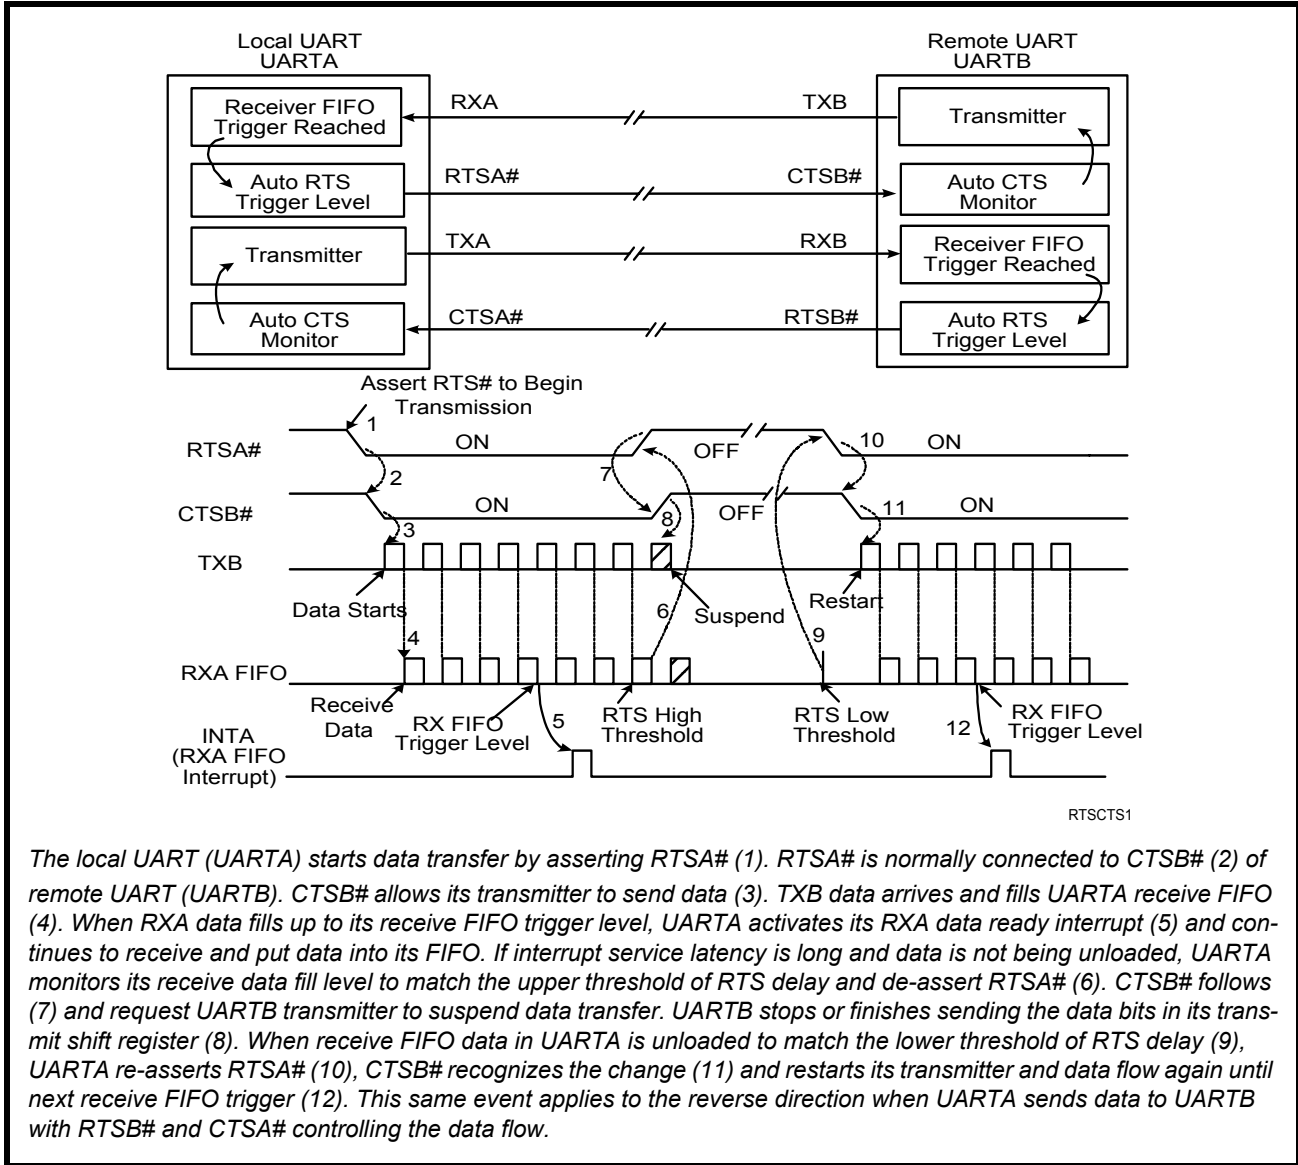 Local UART
UARTA
Remote UART
UARTB
Receiver FIFO
Trigger Reached
RXA
TXB
Transmitter
Auto RTS
Trigger Level
RTSA#
CTSB#
Auto CTS
Monitor
Transmitter
TXA
RXB
Receiver FIFO
Trigger Reached
Auto CTS
Monitor
CTSA#
RTSB#
Auto RTS
Trigger Level
Assert RTS# to Begin
Transmission
RTSA#
1
ON
7
OFF
10
ON
2
CTSB#
3
ON
8
OFF
11
ON
TXB
Data Starts
6
Suspend
Restart
4
9
RXA FIFO
Receive
Data
RX FIFO
Trigger Level
5
RTS High
Threshold
RTS Low
Threshold
12
RX FIFO
Trigger Level
INTA
(RXA FIFO
Interrupt)
RTSCTS1
The local UART (UARTA) starts data transfer by asserting RTSA# (1). RTSA# is normally connected to CTSB# (2) of
remote UART (UARTB). CTSB# allows its transmitter to send data (3). TXB data arrives and fills UARTA receive FIFO
(4). When RXA data fills up to its receive FIFO trigger level, UARTA activates its RXA data ready interrupt (5) and con-
tinues to receive and put data into its FIFO. If interrupt service latency is long and data is not being unloaded, UARTA
monitors its receive data fill level to match the upper threshold of RTS delay and de-assert RTSA# (6). CTSB# follows
(7) and request UARTB transmitter to suspend data transfer. UARTB stops or finishes sending the data bits in its trans-
mit shift register (8). When receive FIFO data in UARTA is unloaded to match the lower threshold of RTS delay (9),
UARTA re-asserts RTSA# (10), CTSB# recognizes the change (11) and restarts its transmitter and data flow again until
next receive FIFO trigger (12). This same event applies to the reverse direction when UARTA sends data to UARTB
with RTSB# and CTSA# controlling the data flow.